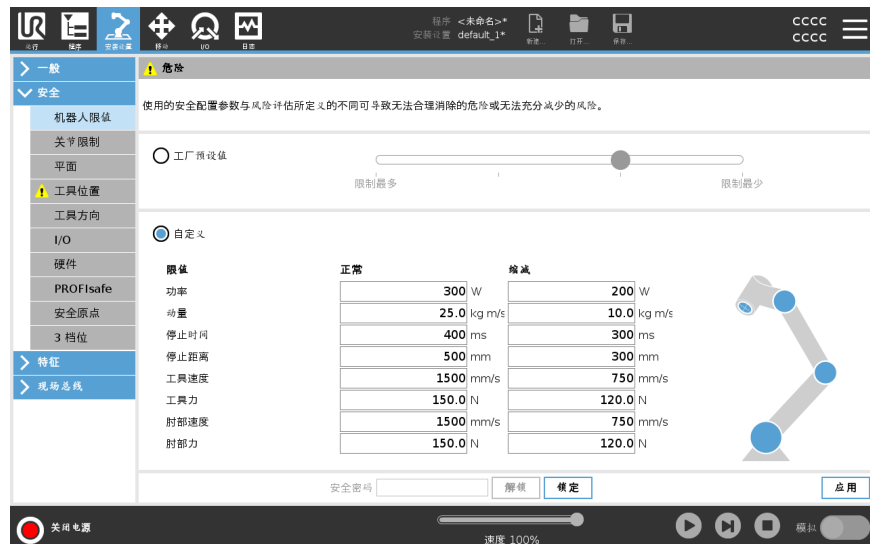 UR
程序 <未命名>*
安装设置 default_1*
CCCC
CCCC
运行 程序 安装设置 移动 I/O 日志 新建... 打开... 保存...
一般
危险
安全
使用的安全配置参数与风险评估所定义的不同可导致无法合理消除的危险或无法充分减少的风险。
机器人限值
关节限制
平面
工具位置
工具方向
I/O
硬件
PROFIsafe
安全原点
3 档位
特征
现场总线
工厂预设值
限制最多 限制最少
自定义
限值 正常 缩减
功率 300 W 200 W
动量 25.0 kg m/s 10.0 kg m/s
停止时间 400 ms 300 ms
停止距离 500 mm 300 mm
工具速度 1500 mm/s 750 mm/s
工具力 150.0 N 120.0 N
肘部速度 1500 mm/s 750 mm/s
肘部力 150.0 N 120.0 N
安全密码 解锁 锁定 应用
关闭电源
速度 100%
模拟